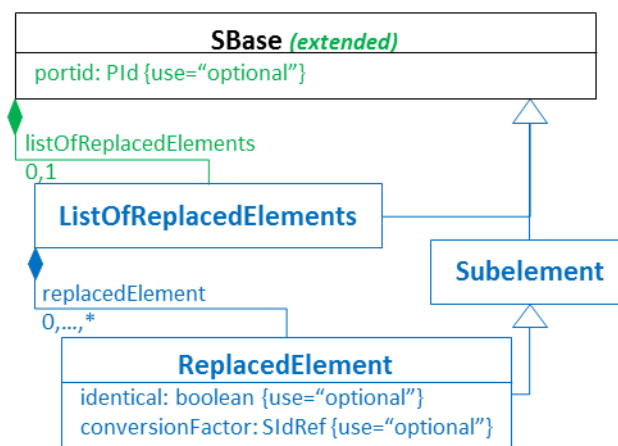 SBase (extended)
portid: PId {use=“optional”}
listOfReplacedElements
0,1
ListOfReplacedElements
Subelement
replacedElement
0,...,*
ReplacedElement
identical: boolean {use=“optional”}
conversionFactor: SIdRef {use=“optional”}